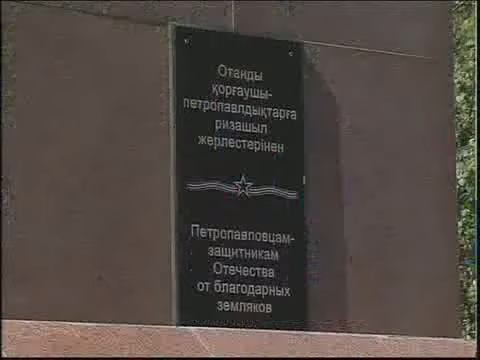 Отанды
қорғаушы-
петропавлдықтарға
ризашыл
жерлестерінен
Петропавловцам-
защитникам
Отечества
от благодарных
земляков